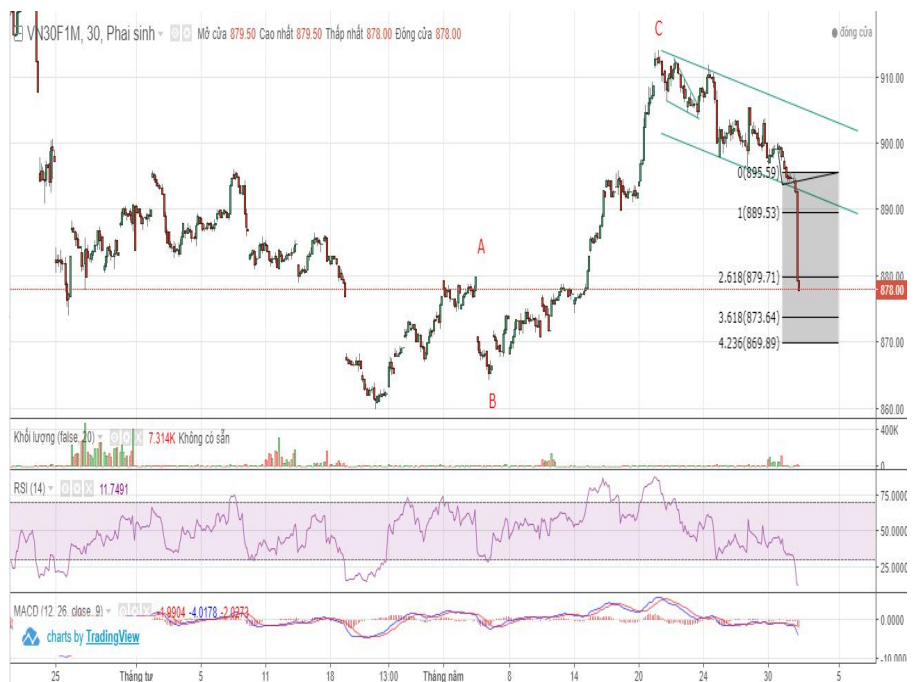 VN30F1M, 30, Phai sinh Mở cửa 879.50 Cao nhất 879.50 Thấp nhất 878.00 Đóng cửa 878.00
đóng cửa
C
910.00
900.00
0(895.59)
890.00
1(889.53)
A
880.00
2.618(879.71)
878.00
3.618(873.64)
870.00
4.236(869.89)
B
860.00
Khối lượng (false, 20) 7.314K Không có sẵn
400K
0
RSI (14) 11.7491
75.0000
50.0000
25.0000
MACD (12, 26, close, 9) -1.9904 -4.0178 -2.0273
0.0000
charts by TradingView
-10.0000
25 Tháng tư 5 11 18 13:00 Tháng năm 8 14 20 24 30 5